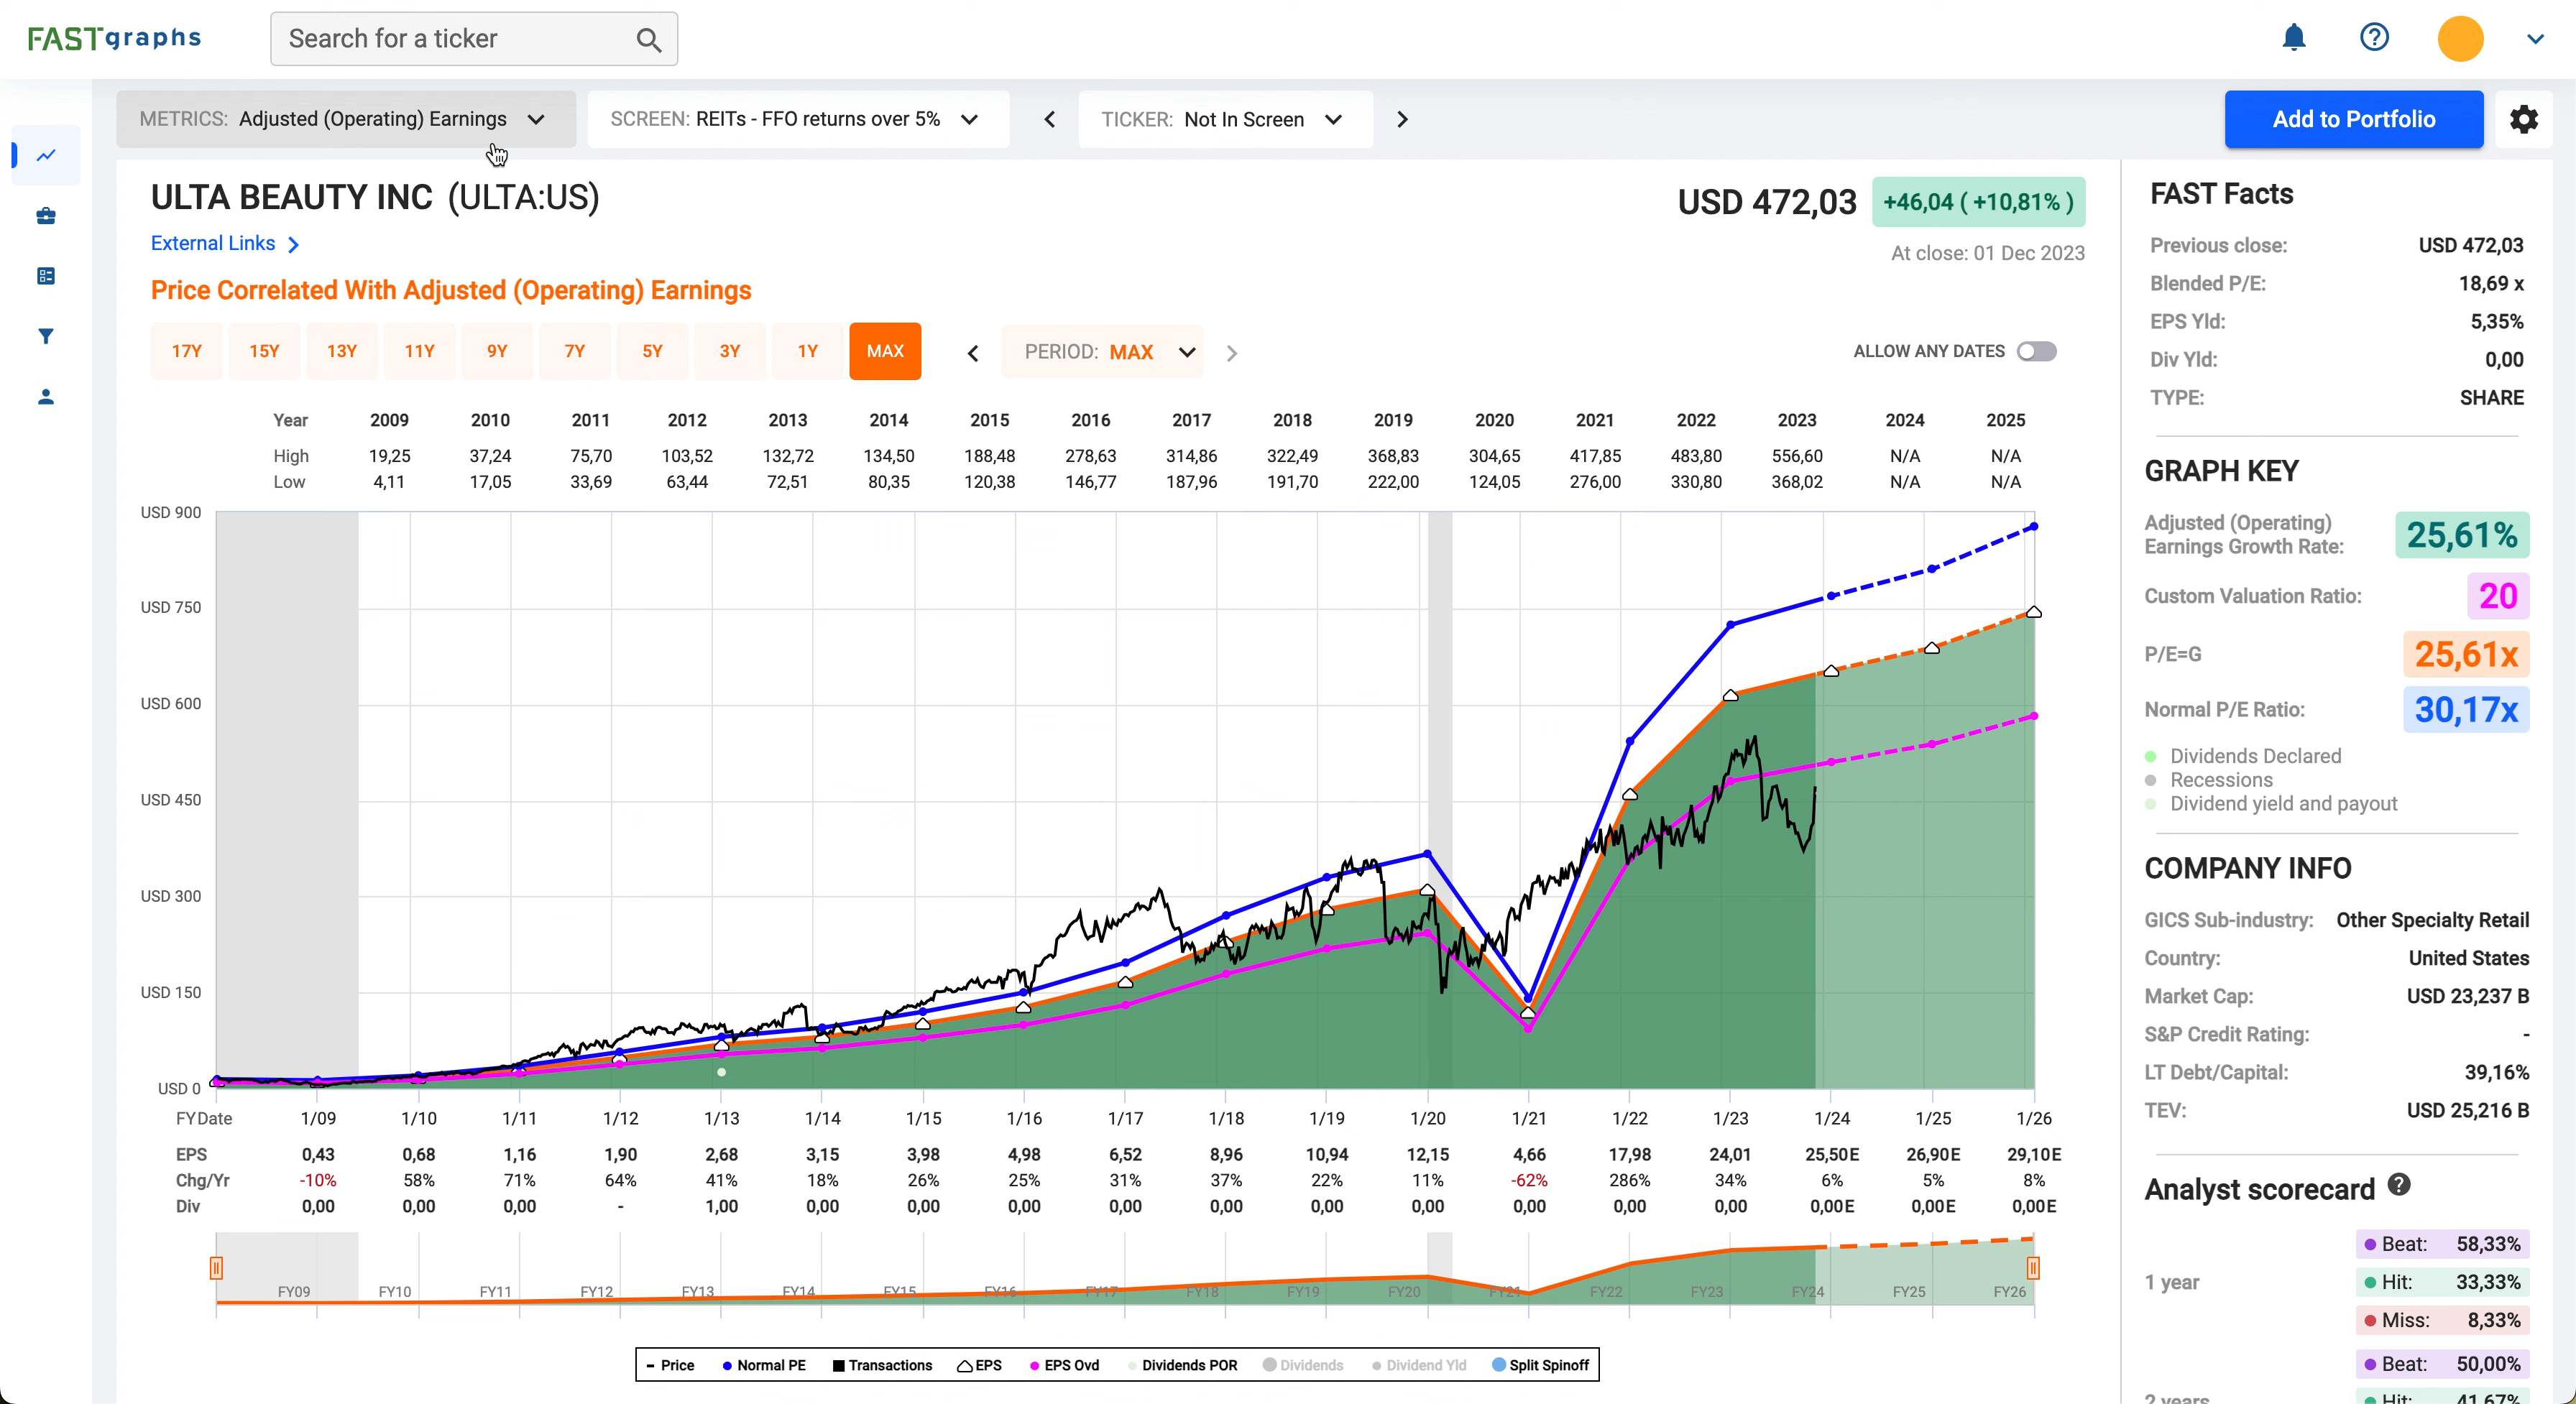 FASTgraphs
Search for a ticker
METRICS: Adjusted (Operating) Earnings
SCREEN: REITs - FFO returns over 5%
TICKER: Not In Screen
Add to Portfolio
ULTA BEAUTY INC (ULTA:US)
USD 472,03 +46,04 ( +10,81% )
External Links
At close: 01 Dec 2023
Price Correlated With Adjusted (Operating) Earnings
17Y 15Y 13Y 11Y 9Y 7Y 5Y 3Y 1Y MAX
PERIOD: MAX
ALLOW ANY DATES
Year 2009 2010 2011 2012 2013 2014 2015 2016 2017 2018 2019 2020 2021 2022 2023 2024 2025
High 19,25 37,24 75,70 103,52 132,72 134,50 188,48 278,63 314,86 322,49 368,83 304,65 417,85 483,80 556,60 N/A N/A
Low 4,11 17,05 33,69 63,44 72,51 80,35 120,38 146,77 187,96 191,70 222,00 124,05 276,00 330,80 368,02 N/A N/A
USD 900
USD 750
USD 600
USD 450
USD 300
USD 150
USD 0
FYDate 1/09 1/10 1/11 1/12 1/13 1/14 1/15 1/16 1/17 1/18 1/19 1/20 1/21 1/22 1/23 1/24 1/25 1/26
EPS 0,43 0,68 1,16 1,90 2,68 3,15 3,98 4,98 6,52 8,96 10,94 12,15 4,66 17,98 24,01 25,50E 26,90E 29,10E
Chg/Yr -10% 58% 71% 64% 41% 18% 26% 25% 31% 37% 22% 11% -62% 286% 34% 6% 5% 8%
Div 0,00 0,00 0,00 - 1,00 0,00 0,00 0,00 0,00 0,00 0,00 0,00 0,00 0,00 0,00 0,00E 0,00E 0,00E
FY09 FY10 FY11 FY12 FY13 FY14 FY15 FY16 FY17 FY18 FY19 FY20 FY21 FY22 FY23 FY24 FY25 FY26
Price Normal PE Transactions EPS EPS Ovd Dividends POR Dividends Dividend Yld Split Spinoff
FAST Facts
Previous close: USD 472,03
Blended P/E: 18,69 x
EPS Yld: 5,35%
Div Yld: 0,00
TYPE: SHARE
GRAPH KEY
Adjusted (Operating)
Earnings Growth Rate: 25,61%
Custom Valuation Ratio: 20
P/E=G 25,61x
Normal P/E Ratio: 30,17x
Dividends Declared
Recessions
Dividend yield and payout
COMPANY INFO
GICS Sub-industry: Other Specialty Retail
Country: United States
Market Cap: USD 23,237 B
S&P Credit Rating: -
LT Debt/Capital: 39,16%
TEV: USD 25,216 B
Analyst scorecard
Beat: 58,33%
1 year Hit: 33,33%
Miss: 8,33%
Beat: 50,00%
2 years Hit: 41,67%